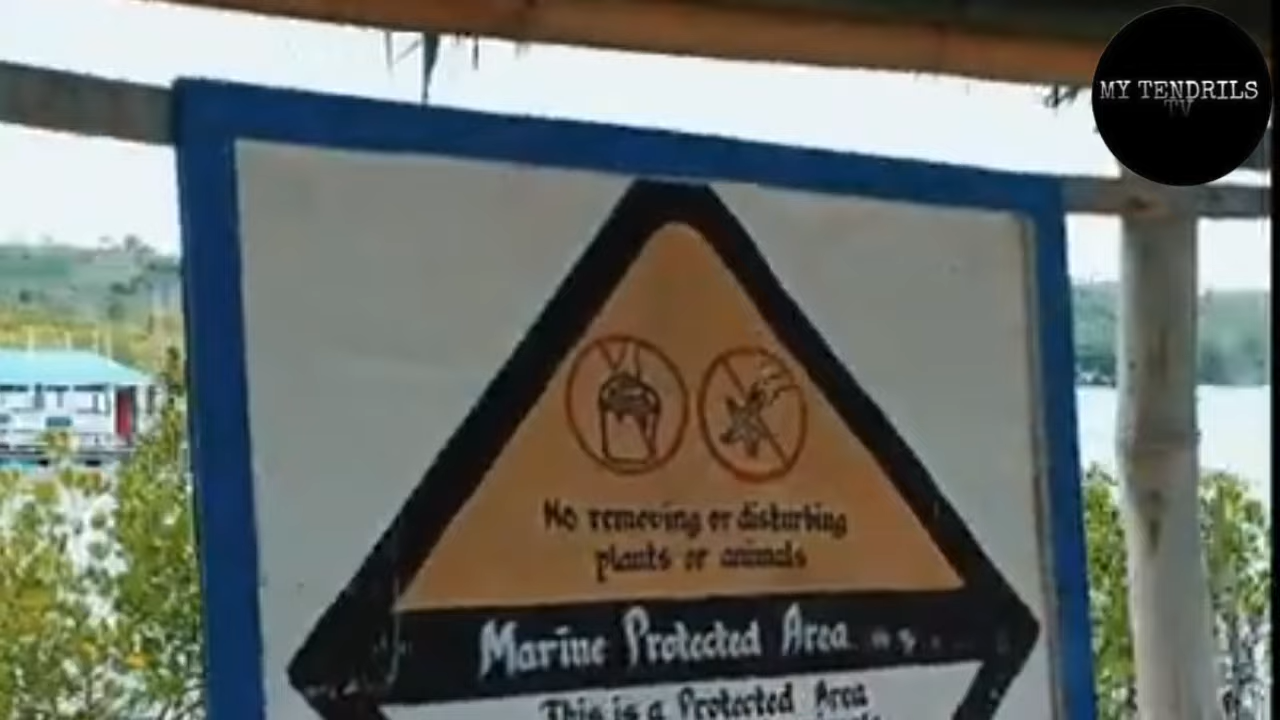 MY TENDRILS
TV
No removing or disturbing
plants or animals
Marine Protected Area
This is a Protected Area